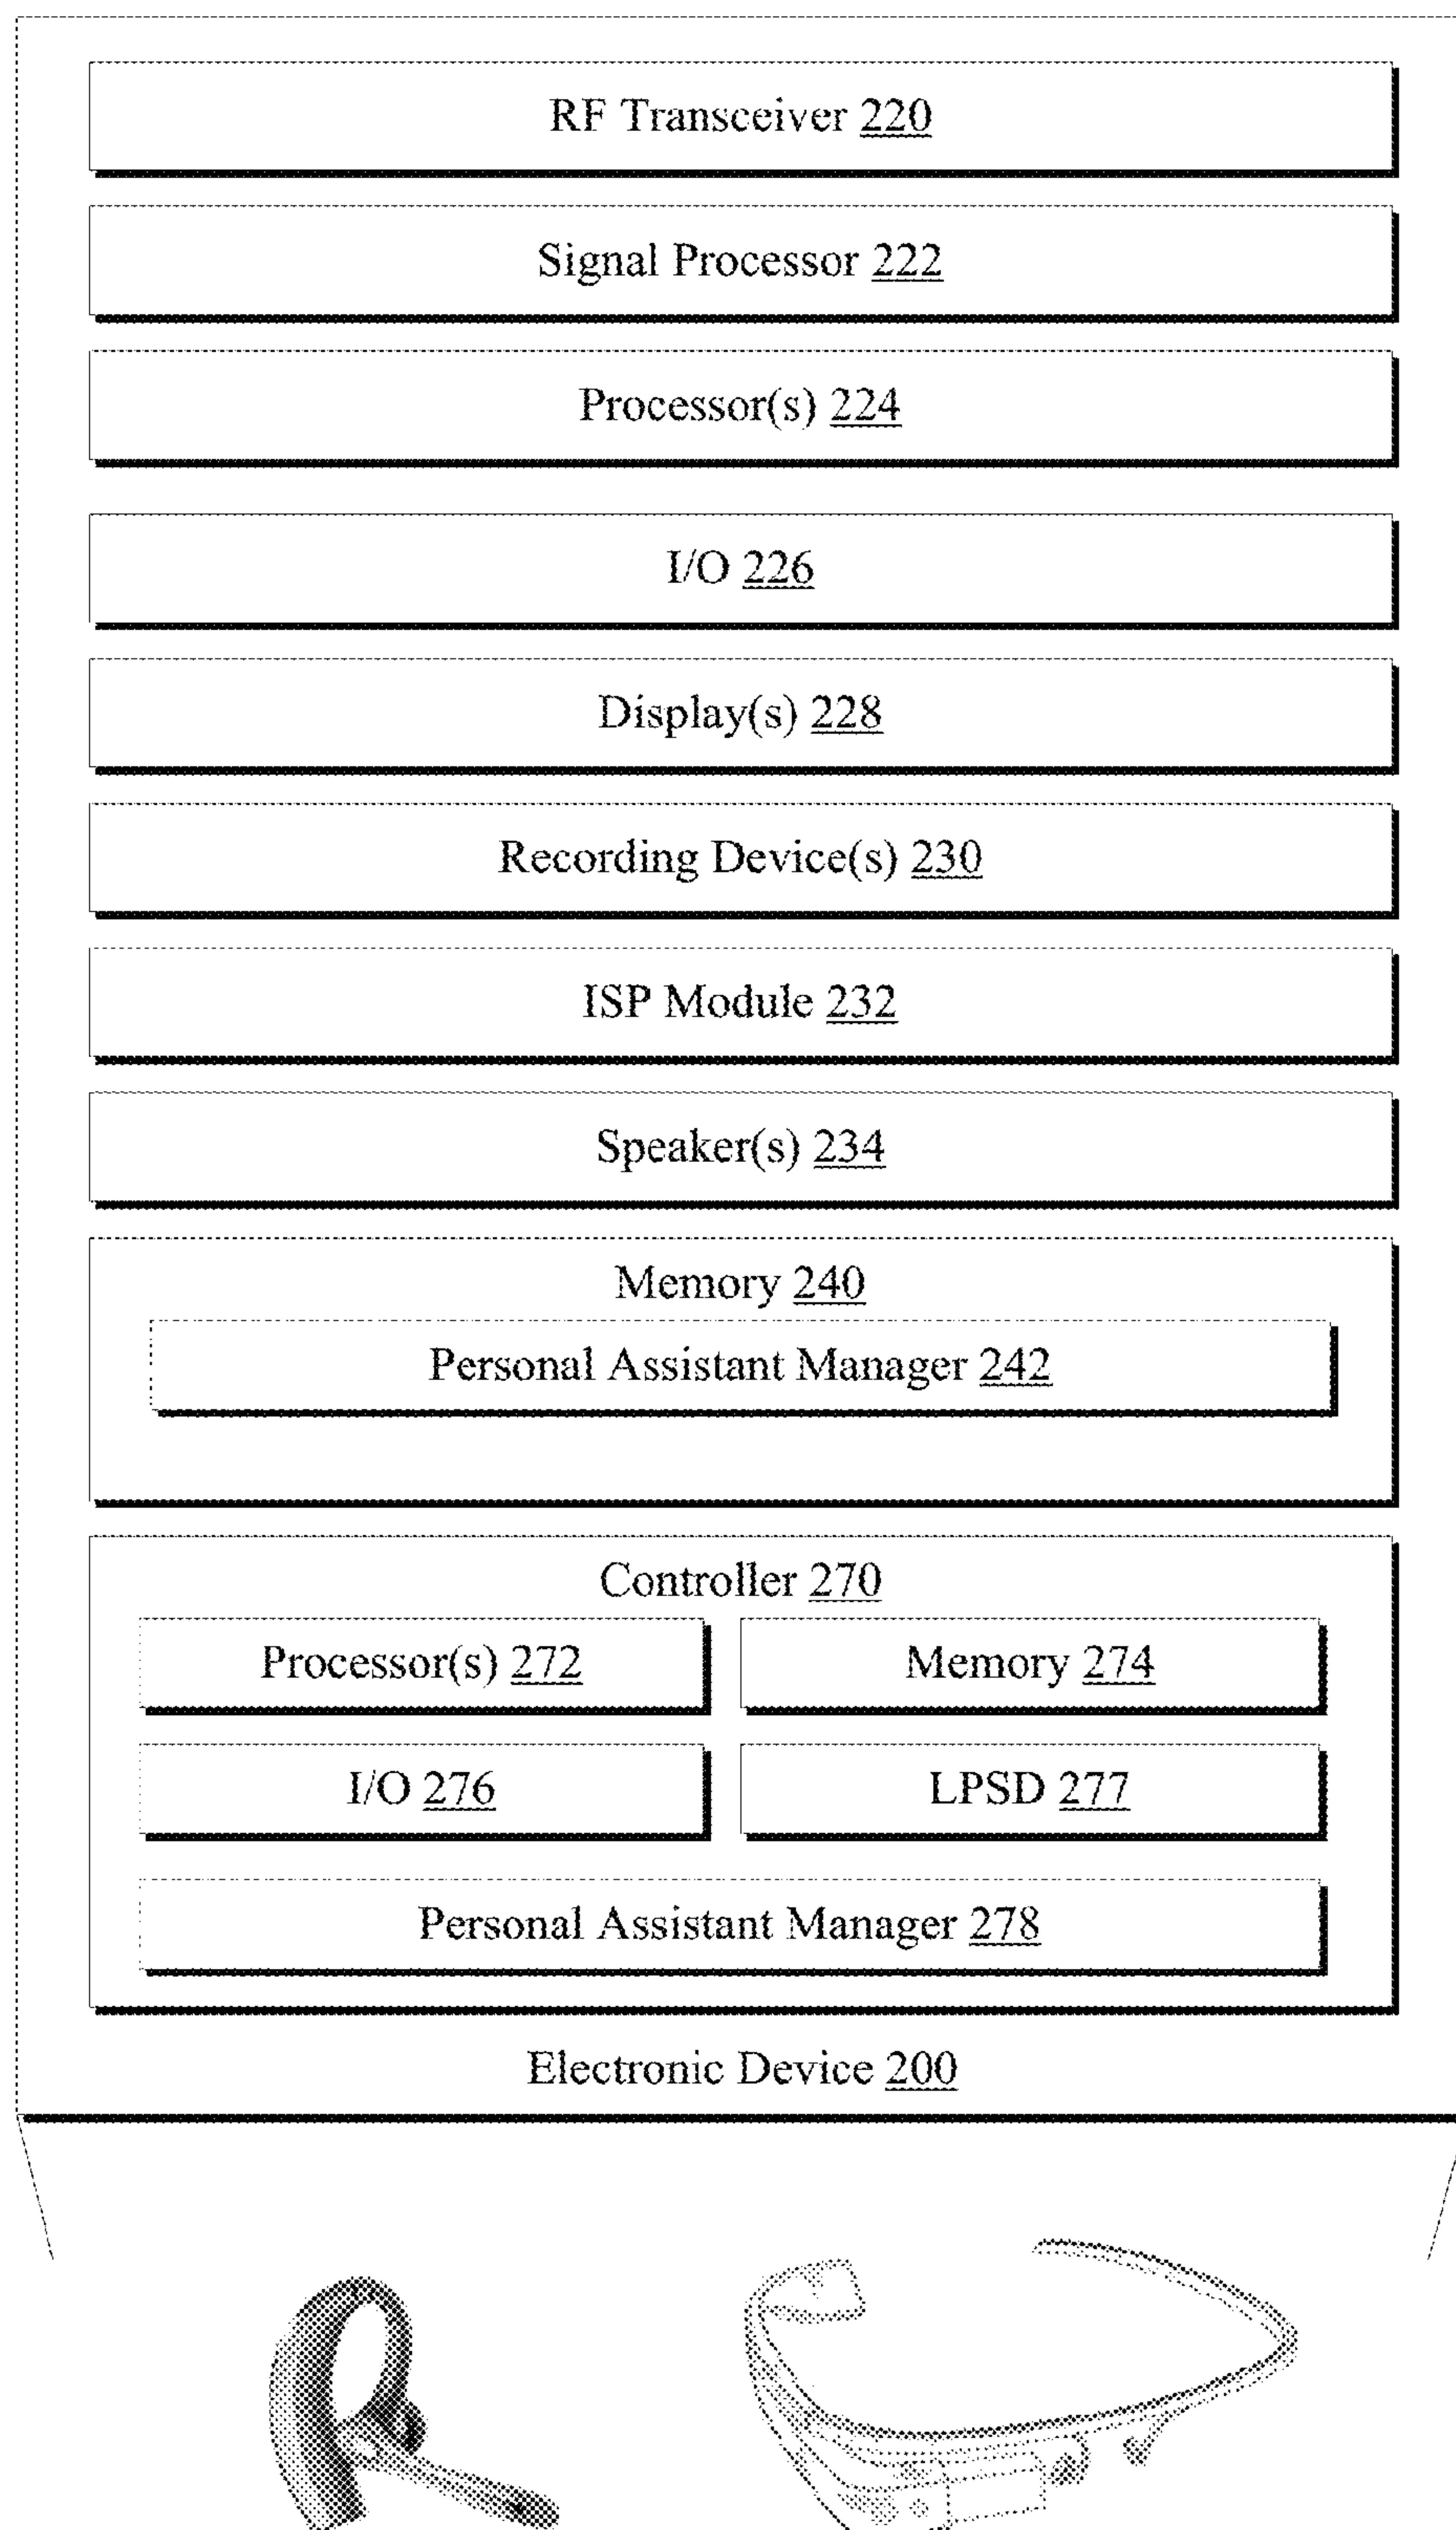 RF Transceiver 220
Signal Processor 222
Processor(s) 224
I/O 226
Display(s) 228
Recording Device(s) 230
ISP Module 232
Speaker(s) 234
Memory 240
Personal Assistant Manager 242
Controller 270
Processor(s) 272
Memory 274
I/O 276
LPSD 277
Personal Assistant Manager 278
Electronic Device 200